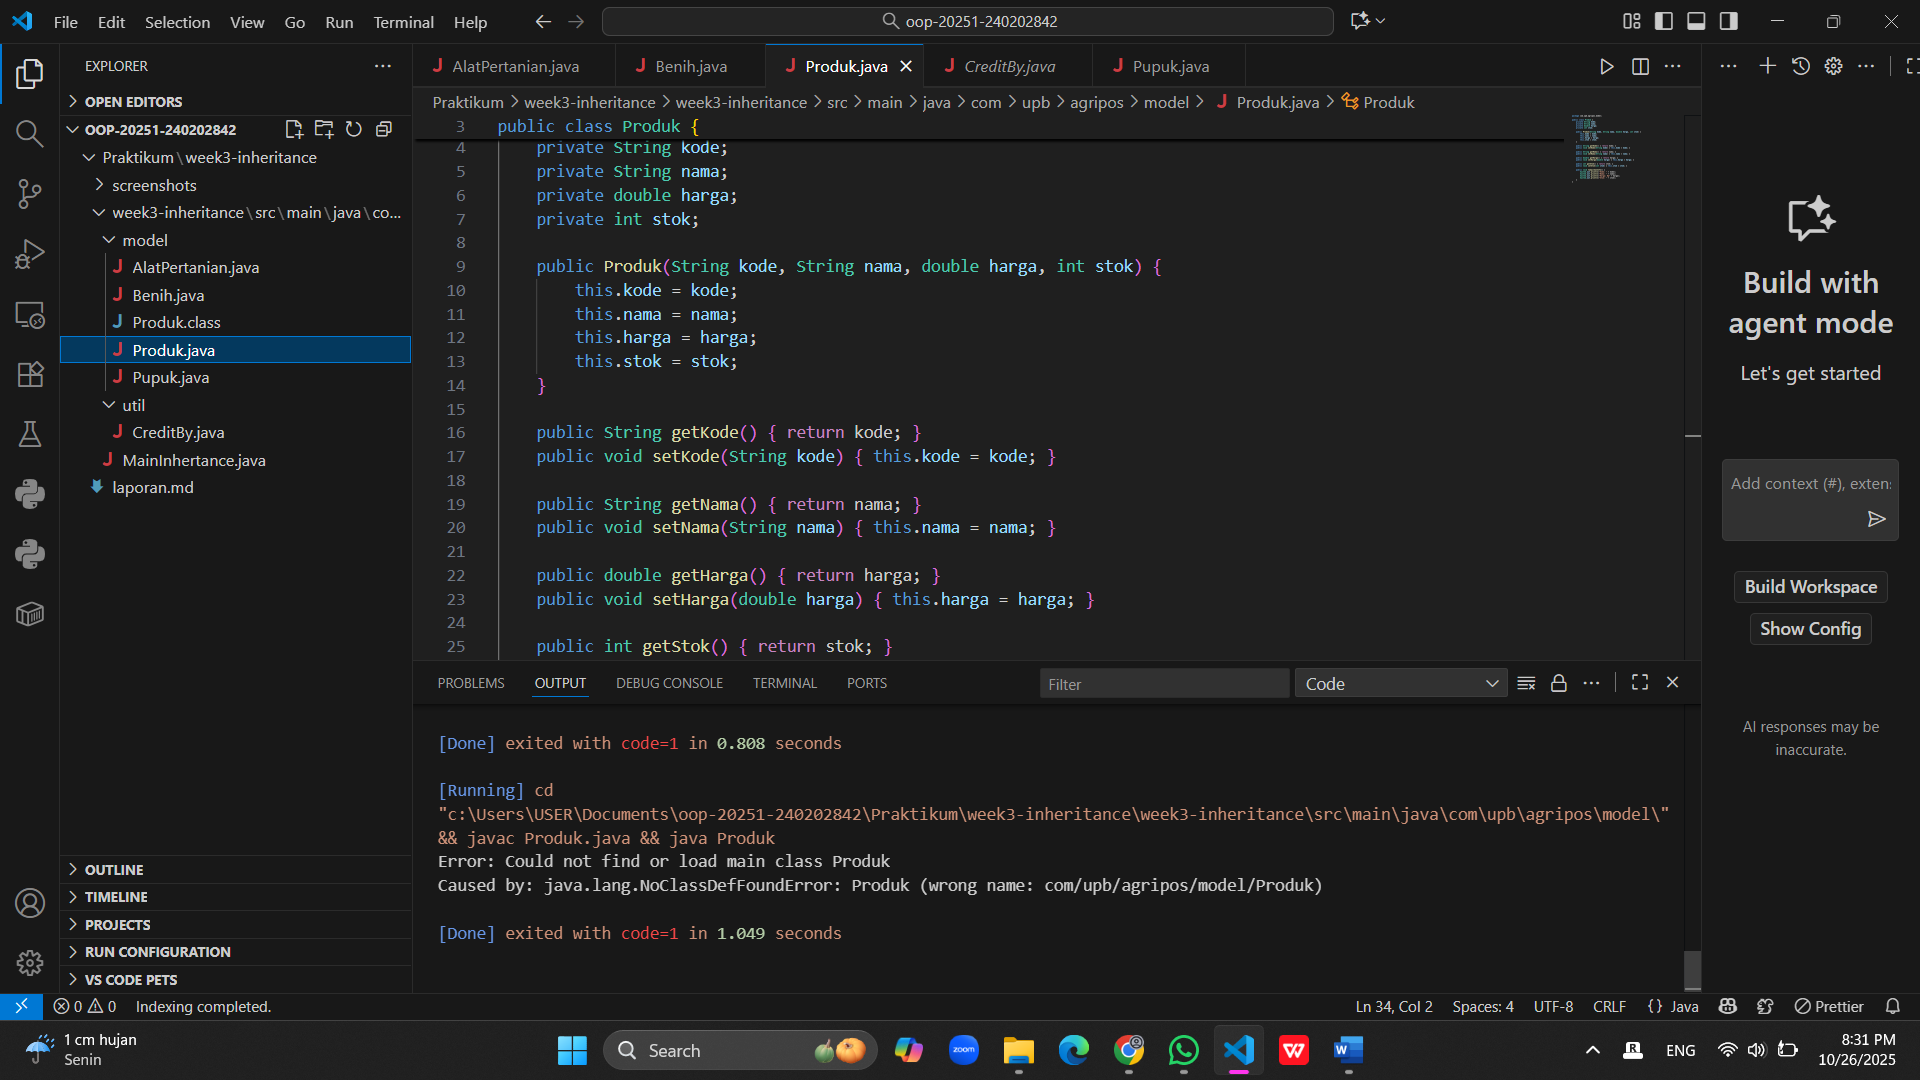 File Edit Selection View Go Run Terminal Help
oop-20251-240202842
EXPLORER
OPEN EDITORS
OOP-20251-240202842
Praktikum\week3-inheritance
screenshots
week3-inheritance\src\main\java\co...
model
AlatPertanian.java
Benih.java
Produk.class
Produk.java
Pupuk.java
util
CreditBy.java
MainInhertance.java
laporan.md
OUTLINE
TIMELINE
PROJECTS
RUN CONFIGURATION
VS CODE PETS
AlatPertanian.java Benih.java Produk.java CreditBy.java Pupuk.java
Praktikum > week3-inheritance > week3-inheritance > src > main > java > com > upb > agripos > model > Produk.java > Produk
3 public class Produk {
4 private String kode;
5 private String nama;
6 private double harga;
7 private int stok;
8
9 public Produk(String kode, String nama, double harga, int stok) {
10 this.kode = kode;
11 this.nama = nama;
12 this.harga = harga;
13 this.stok = stok;
14 }
15
16 public String getKode() { return kode; }
17 public void setKode(String kode) { this.kode = kode; }
18
19 public String getNama() { return nama; }
20 public void setNama(String nama) { this.nama = nama; }
21
22 public double getHarga() { return harga; }
23 public void setHarga(double harga) { this.harga = harga; }
24
25 public int getStok() { return stok; }
PROBLEMS OUTPUT DEBUG CONSOLE TERMINAL PORTS
Filter
Code
[Done] exited with code=1 in 0.808 seconds
[Running] cd
"c:\Users\USER\Documents\oop-20251-240202842\Praktikum\week3-inheritance\week3-inheritance\src\main\java\com\upb\agripos\model\"
&& javac Produk.java && java Produk
Error: Could not find or load main class Produk
Caused by: java.lang.NoClassDefFoundError: Produk (wrong name: com/upb/agripos/model/Produk)
[Done] exited with code=1 in 1.049 seconds
Build with
agent mode
Let's get started
Add context (#), extens
Build Workspace
Show Config
AI responses may be
inaccurate.
0 0 Indexing completed.
Ln 34, Col 2 Spaces: 4 UTF-8 CRLF {} Java Prettier
1 cm hujan
Senin
Search
zoom
ENG
8:31 PM
10/26/2025